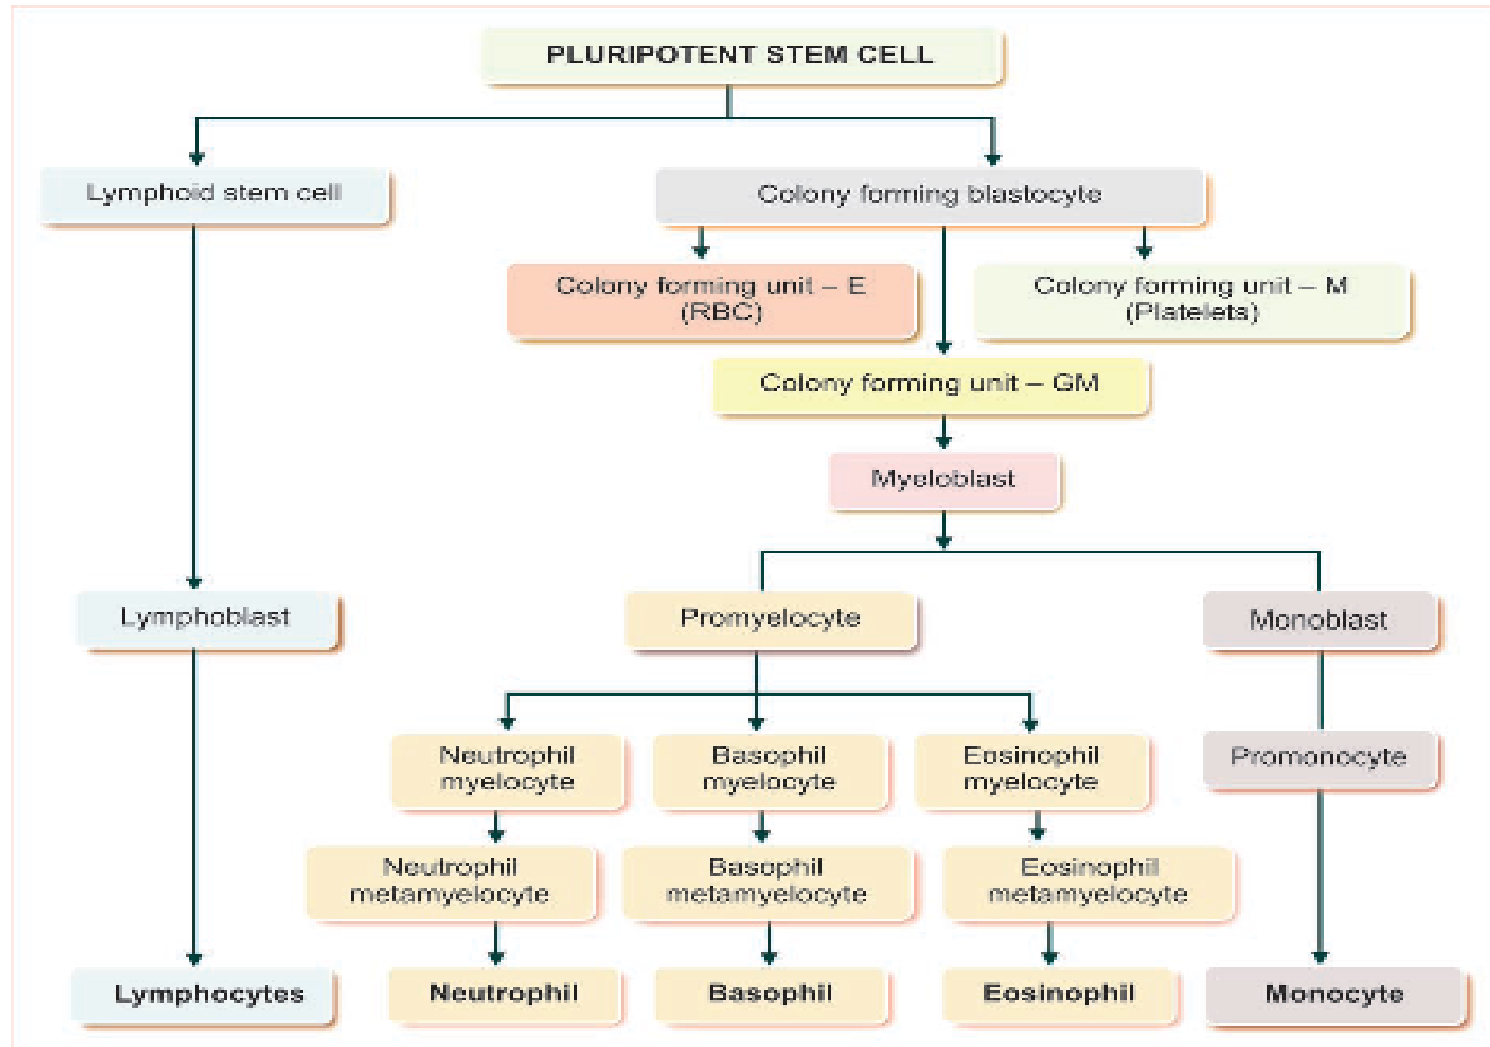 PLURIPOTENT STEM CELL
Lymphoid stem cell
Colony forming blastocyte
Colony forming unit – E
(RBC)
Colony forming unit – M
(Platelets)
Colony forming unit – GM
Myeloblast
Lymphoblast
Promyelocyte
Monoblast
Neutrophil
myelocyte
Basophil
myelocyte
Eosinophil
myelocyte
Promonocyte
Neutrophil
metamyelocyte
Basophil
metamyelocyte
Eosinophil
metamyelocyte
Lymphocytes
Neutrophil
Basophil
Eosinophil
Monocyte